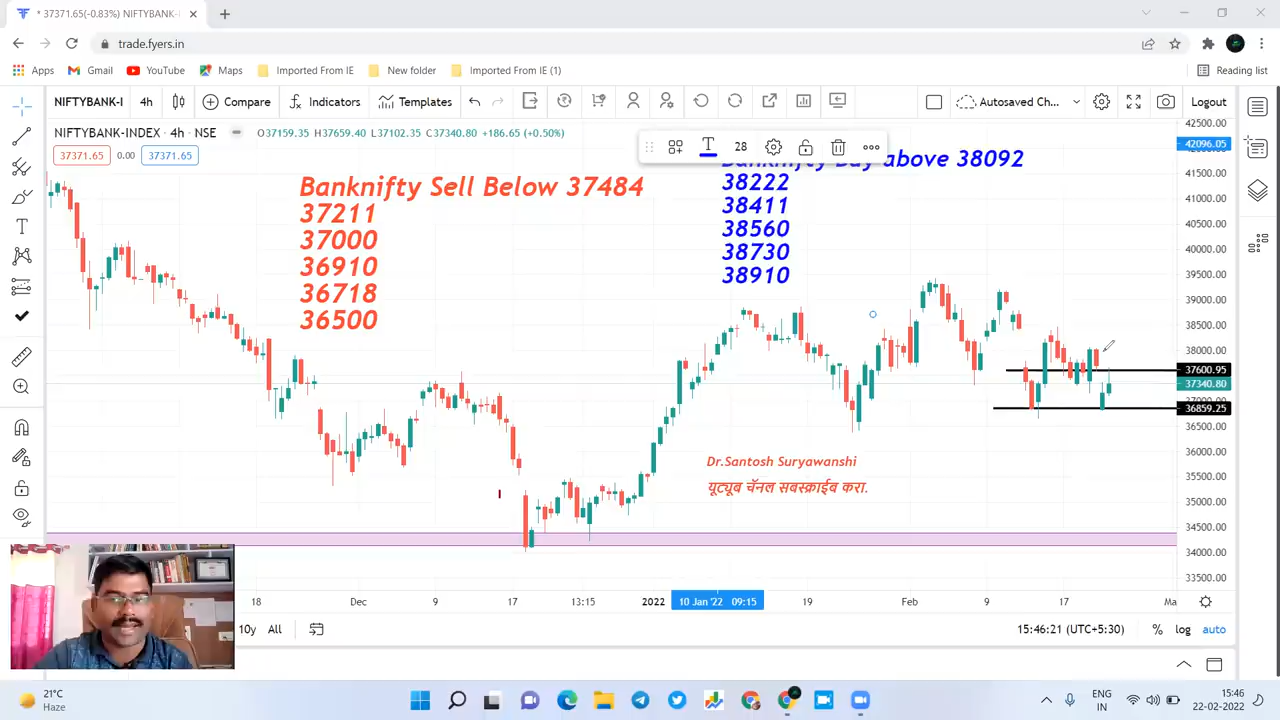 * 37371.65(-0.83%) NIFTYBANK-
trade.fyers.in
Apps Gmail YouTube Maps Imported From IE New folder Imported From IE (1) Reading list
NIFTYBANK-I 4h Compare Indicators Templates Autosaved Ch... Logout
NIFTYBANK-INDEX · 4h · NSE O37159.35 H37659.40 L37102.35 C37340.80 +186.65 (+0.50%)
37371.65 0.00 37371.65
T 28
above 38092
38222
38411
38560
38730
38910
Banknifty Sell Below 37484
37211
37000
36910
36718
36500
42500.00
42096.05
41500.00
41000.00
40500.00
40000.00
39500.00
39000.00
38500.00
38000.00
37600.95
37340.80
37000.00
36859.25
36500.00
36000.00
35500.00
35000.00
34500.00
34000.00
33500.00
Dr.Santosh Suryawanshi
यूट्यूब चॅनल सबस्क्राईब करा.
18 Dec 9 17 13:15 2022 10 Jan '22 09:15 19 Feb 9 17 Ma
10y All 15:46:21 (UTC+5:30) % log auto
21°C
Haze
ENG
IN
15:46
22-02-2022